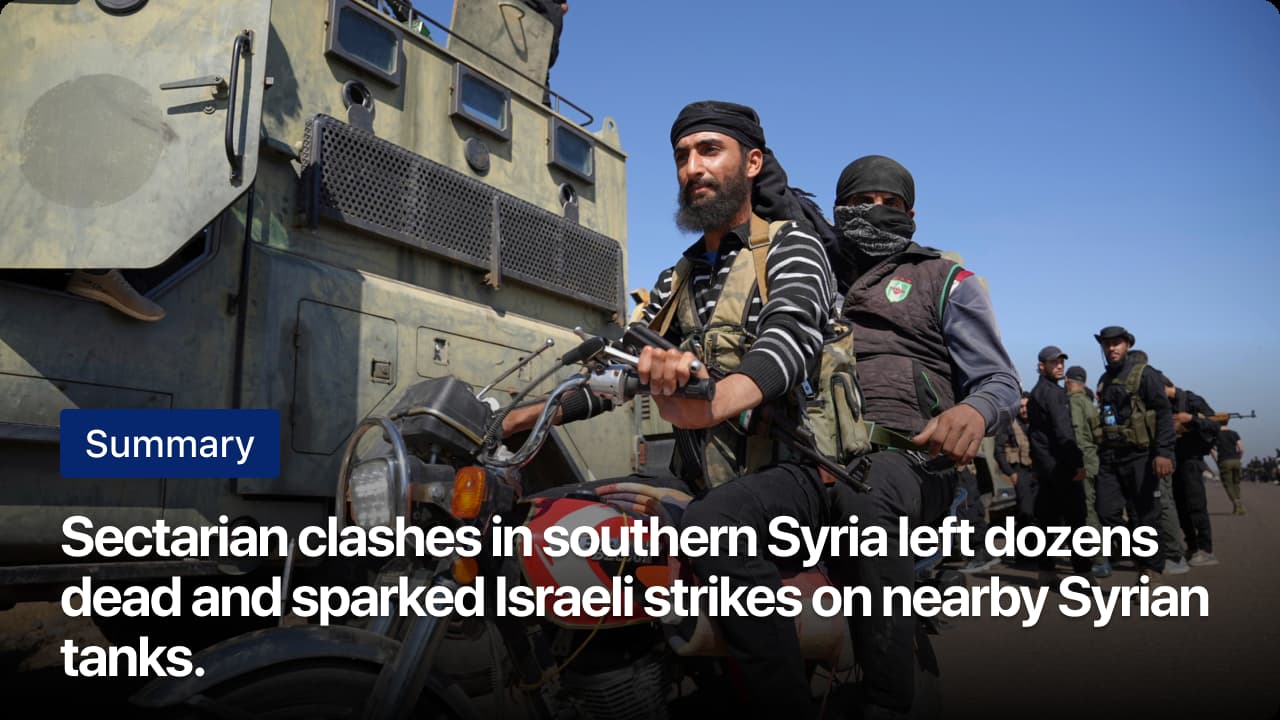 Summary
Sectarian clashes in southern Syria left dozens
dead and sparked Israeli strikes on nearby Syrian
tanks.